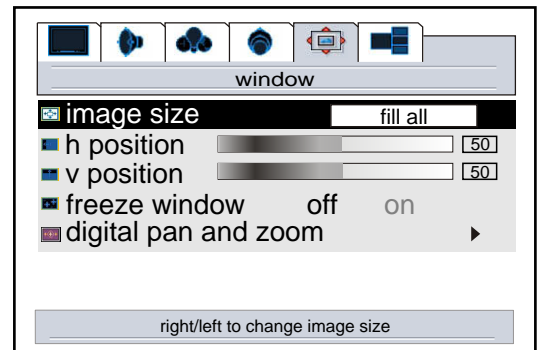 window
image size fill all
h position 50
v position 50
freeze window off on
digital pan and zoom
right/left to change image size